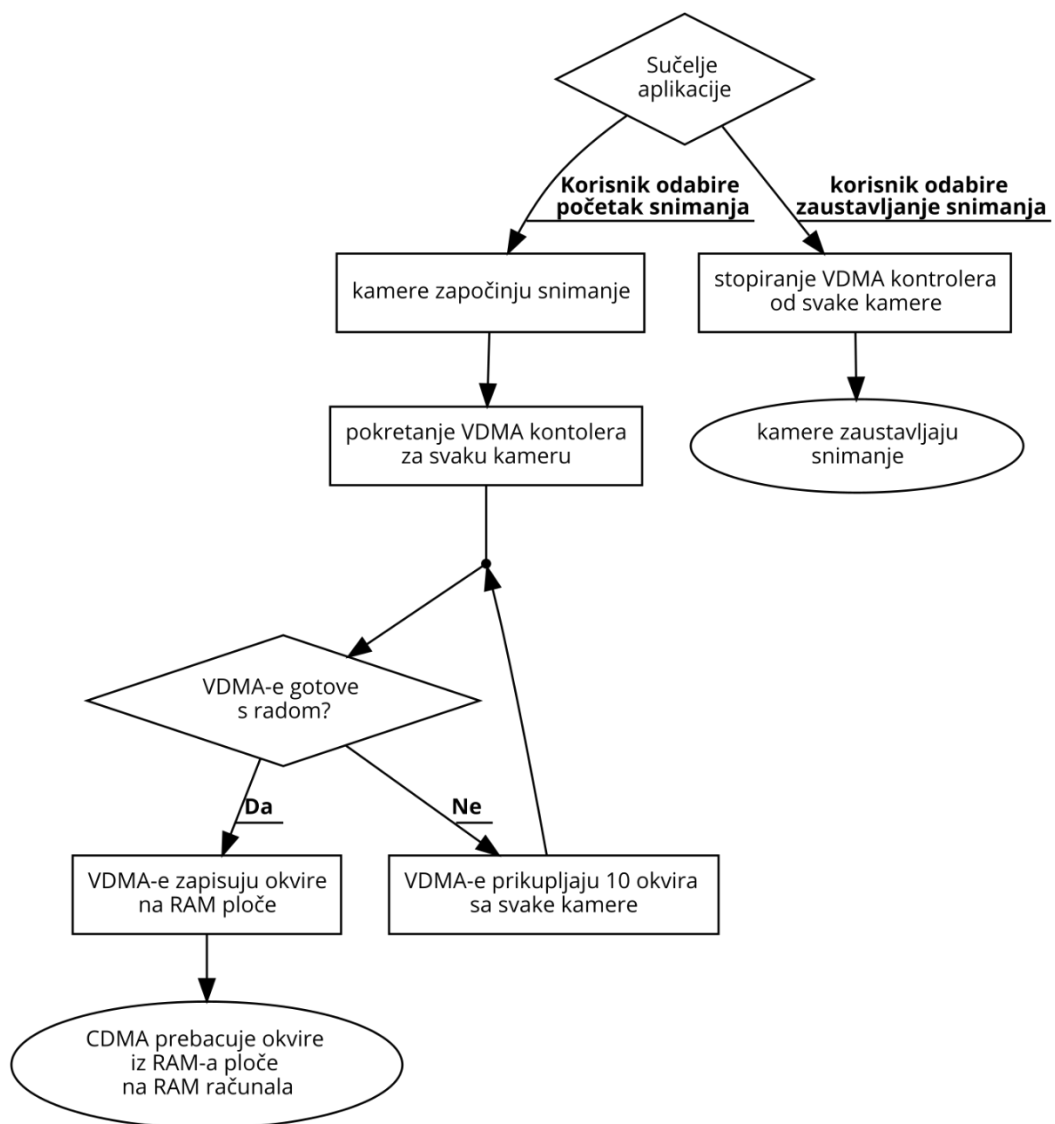 Sučelje
aplikacije
Korisnik odabire
početak snimanja
korisnik odabire
zaustavljanje snimanja
kamere započinju snimanje
stopiranje VDMA kontrolera
od svake kamere
pokretanje VDMA kontolera
za svaku kameru
kamere zaustavljaju
snimanje
VDMA-e gotove
s radom?
Da
Ne
VDMA-e zapisuju okvire
na RAM ploče
VDMA-e prikupljaju 10 okvira
sa svake kamere
CDMA prebacuje okvire
iz RAM-a ploče
na RAM računala